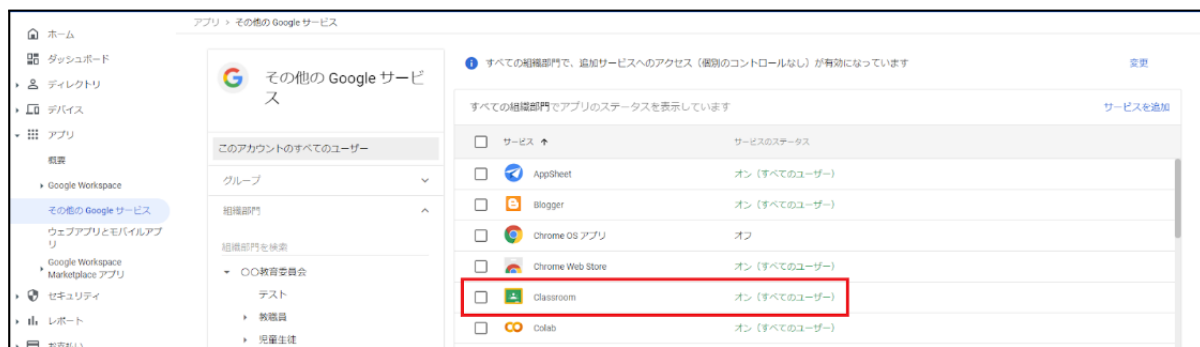 アプリ > その他の Google サービス
ホーム
ダッシュボード
ディレクトリ
デバイス
アプリ
概要
Google Workspace
その他の Google サービス
ウェブアプリとモバイルアプ
リ
Google Workspace
Marketplace アプリ
セキュリティ
レポート
お支払い
その他の Google サービ
ス
このアカウントのすべてのユーザー
グループ
組織部門
組織部門を検索
〇〇教育委員会
テスト
教職員
児童生徒
すべての組織部門で、追加サービスへのアクセス（個別のコントロールなし）が有効になっています
変更
すべての組織部門でアプリのステータスを表示しています
サービスを追加
サービス ↑ サービスのステータス
AppSheet オン（すべてのユーザー）
Blogger オン（すべてのユーザー）
Chrome OS アプリ オフ
Chrome Web Store オン（すべてのユーザー）
Classroom オン（すべてのユーザー）
Colab オン（すべてのユーザー）